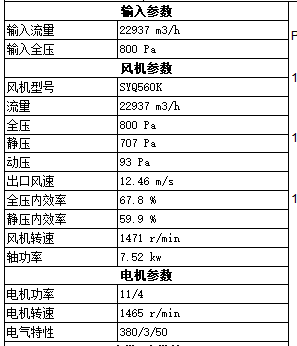 输入参数
输入流量 22937 m3/h
输入全压 800 Pa
风机参数
风机型号 SYQ560K
流量 22937 m3/h
全压 800 Pa
静压 707 Pa
动压 93 Pa
出口风速 12.46 m/s
全压内效率 67.8 %
静压内效率 59.9 %
风机转速 1471 r/min
轴功率 7.52 kw
电机参数
电机功率 11/4
电机转速 1465 r/min
电气特性 380/3/50